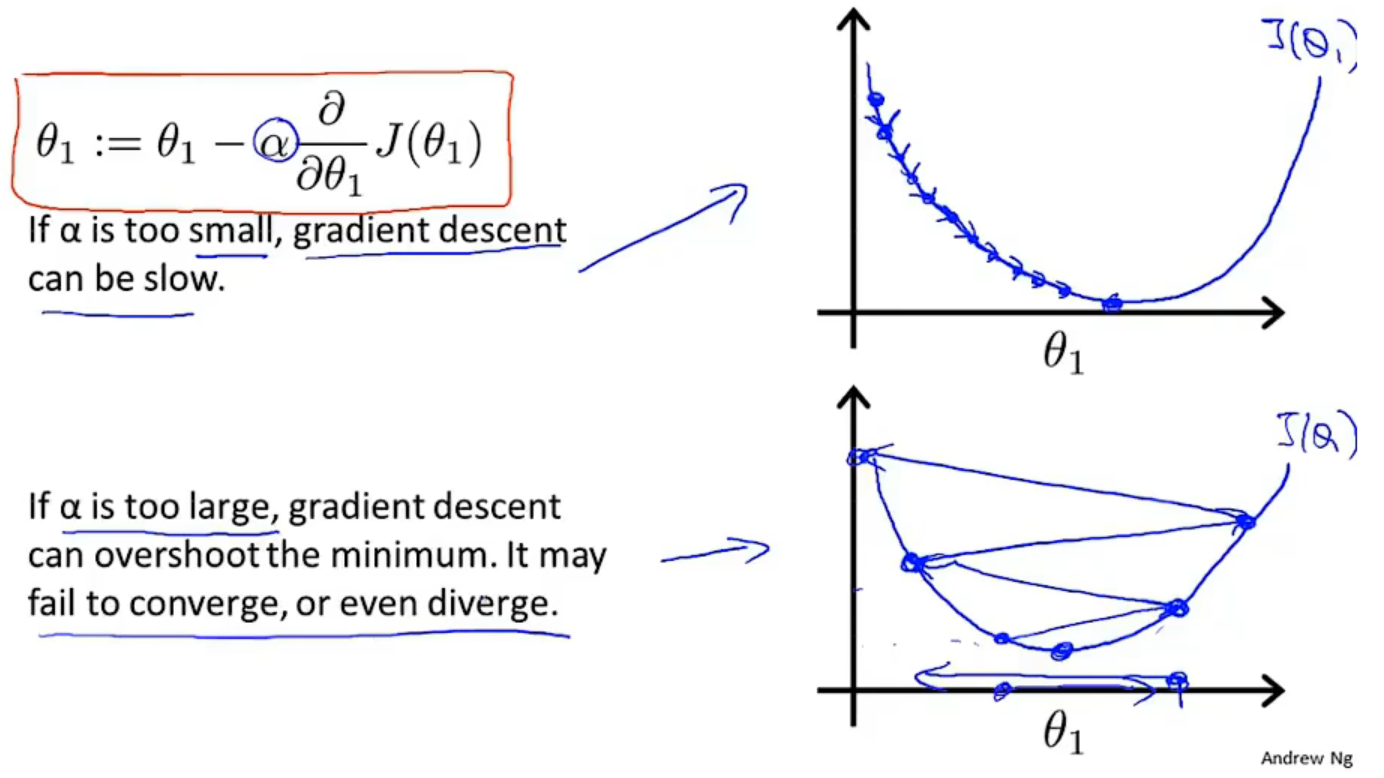 J(θ₁)
θ₁ := θ₁ − α ∂/∂θ₁ J(θ₁)
If α is too small, gradient descent
can be slow.
θ₁
J(θ)
If α is too large, gradient descent
can overshoot the minimum. It may
fail to converge, or even diverge.
θ₁
Andrew Ng